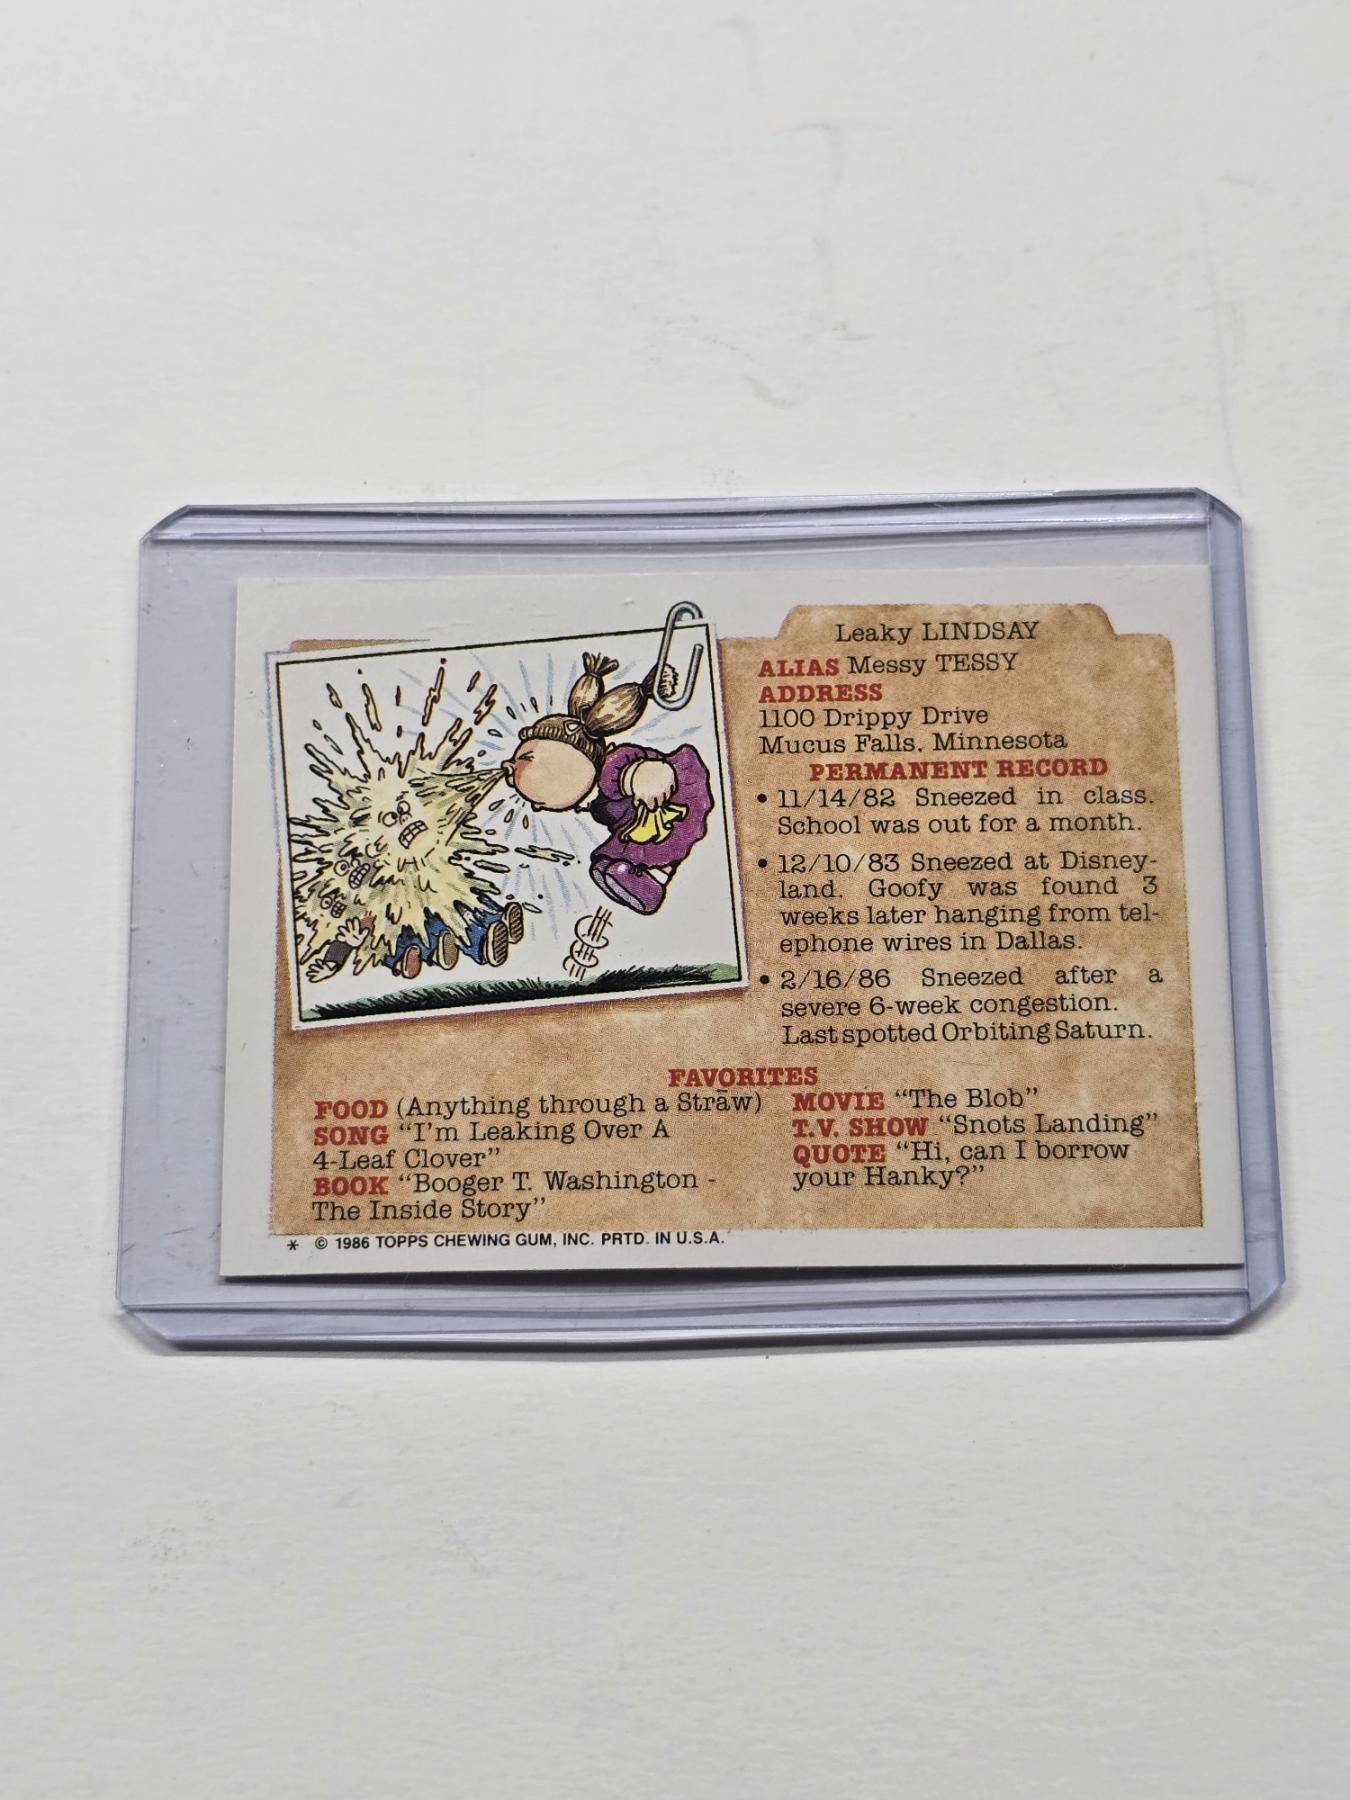 Leaky LINDSAY
ALIAS Messy TESSY
ADDRESS
1100 Drippy Drive
Mucus Falls, Minnesota
PERMANENT RECORD
• 11/14/82 Sneezed in class.
School was out for a month.
• 12/10/83 Sneezed at Disney-
land. Goofy was found 3
weeks later hanging from tel-
ephone wires in Dallas.
• 2/16/86 Sneezed after a
severe 6-week congestion.
Last spotted Orbiting Saturn.
FAVORITES
FOOD (Anything through a Straw)
SONG "I'm Leaking Over A
4-Leaf Clover"
BOOK "Booger T. Washington -
The Inside Story"
MOVIE "The Blob"
T.V. SHOW "Snots Landing"
QUOTE "Hi, can I borrow
your Hanky?"
* © 1986 TOPPS CHEWING GUM, INC. PRTD. IN U.S.A.